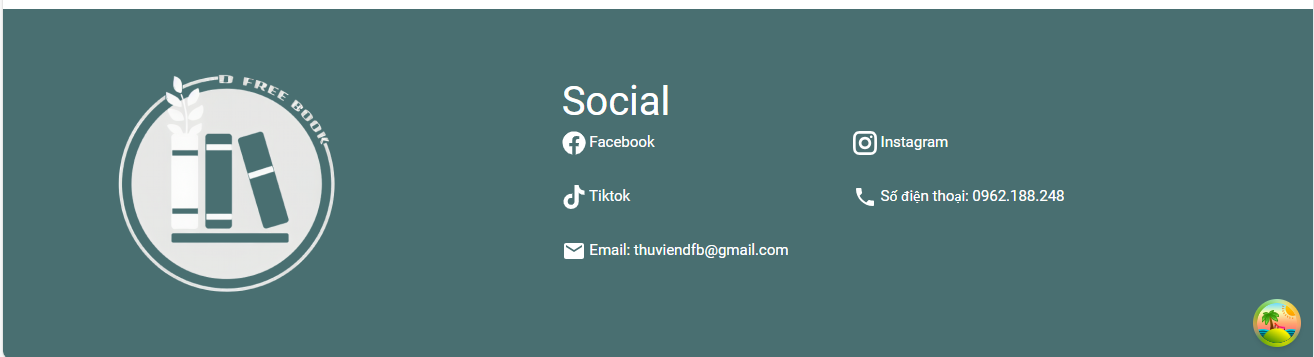 D FREE BOOK
Social
Facebook
Instagram
Tiktok
Số điện thoại: 0962.188.248
Email: thuviendfb@gmail.com